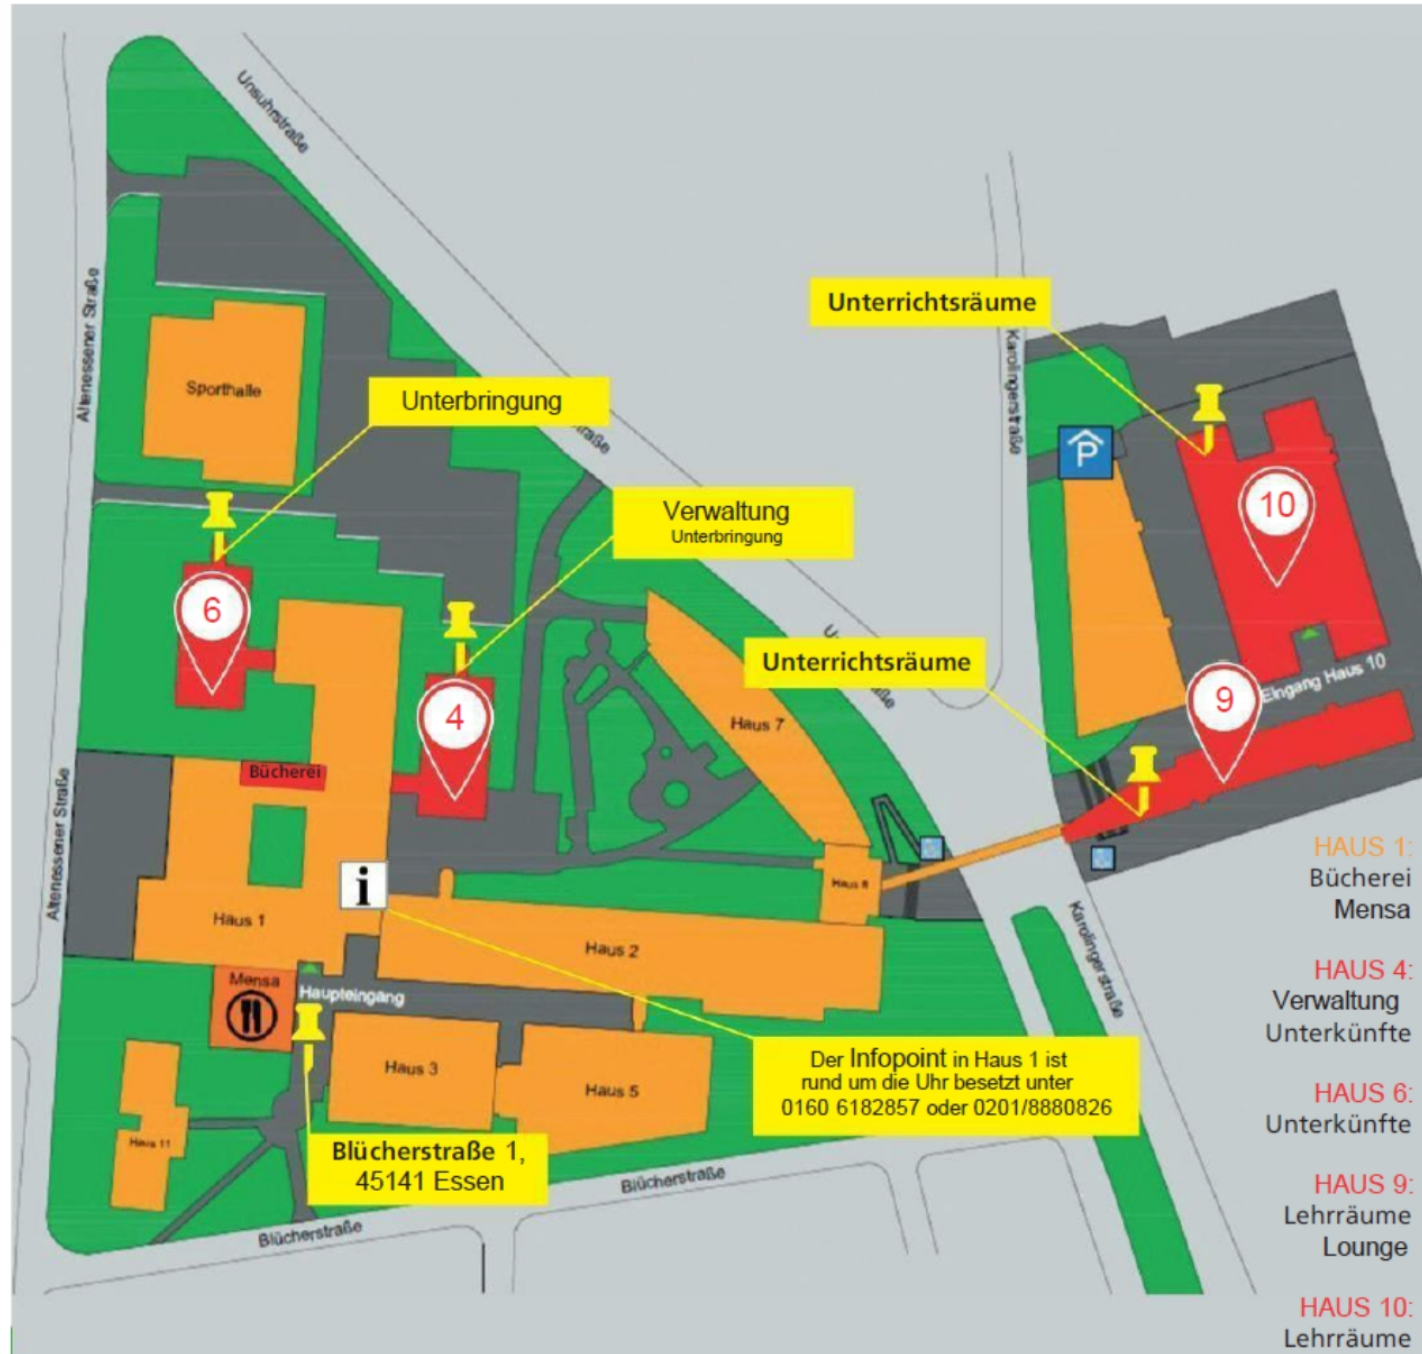 Unsuhrstraße
Altenessener Straße
Sporthalle
Unterbringung
straße
Unterrichtsräume
Karolingerstraße
P
10
Verwaltung
Unterbringung
6
4
Unterrichtsräume
Haus 7
9
Eingang Haus 10
Bücherei
Altenessener Straße
i
Haus 1
Haus 2
Mensa
Haupteingang
Haus 3
Haus 5
Haus 11
Der Infopoint in Haus 1 ist
rund um die Uhr besetzt unter
0160 6182857 oder 0201/8880826
Blücherstraße 1,
45141 Essen
Blücherstraße
Blücherstraße
Karolingerstraße
HAUS 1:
Bücherei
Mensa
HAUS 4:
Verwaltung
Unterkünfte
HAUS 6:
Unterkünfte
HAUS 9:
Lehrräume
Lounge
HAUS 10:
Lehrräume